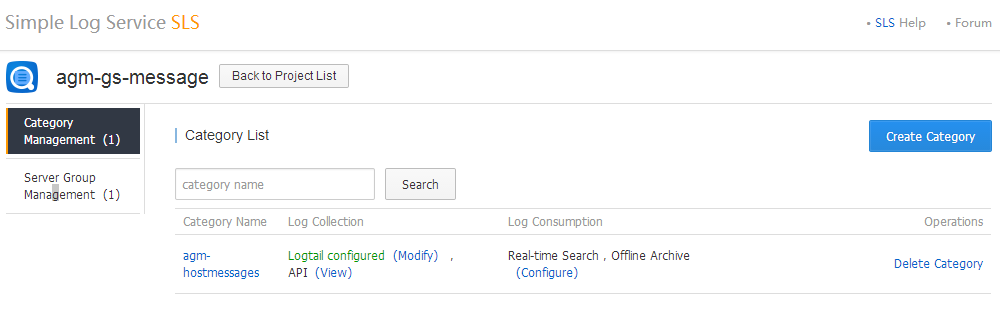 Simple Log Service SLS
• SLS Help • Forum
agm-gs-message
Back to Project List
Category
Management (1)
Server Group
Management (1)
Category List
Create Category
category name
Search
Category Name Log Collection Log Consumption Operations
agm-
hostmessages
Logtail configured (Modify) ,
API (View)
Real-time Search , Offline Archive
(Configure)
Delete Category